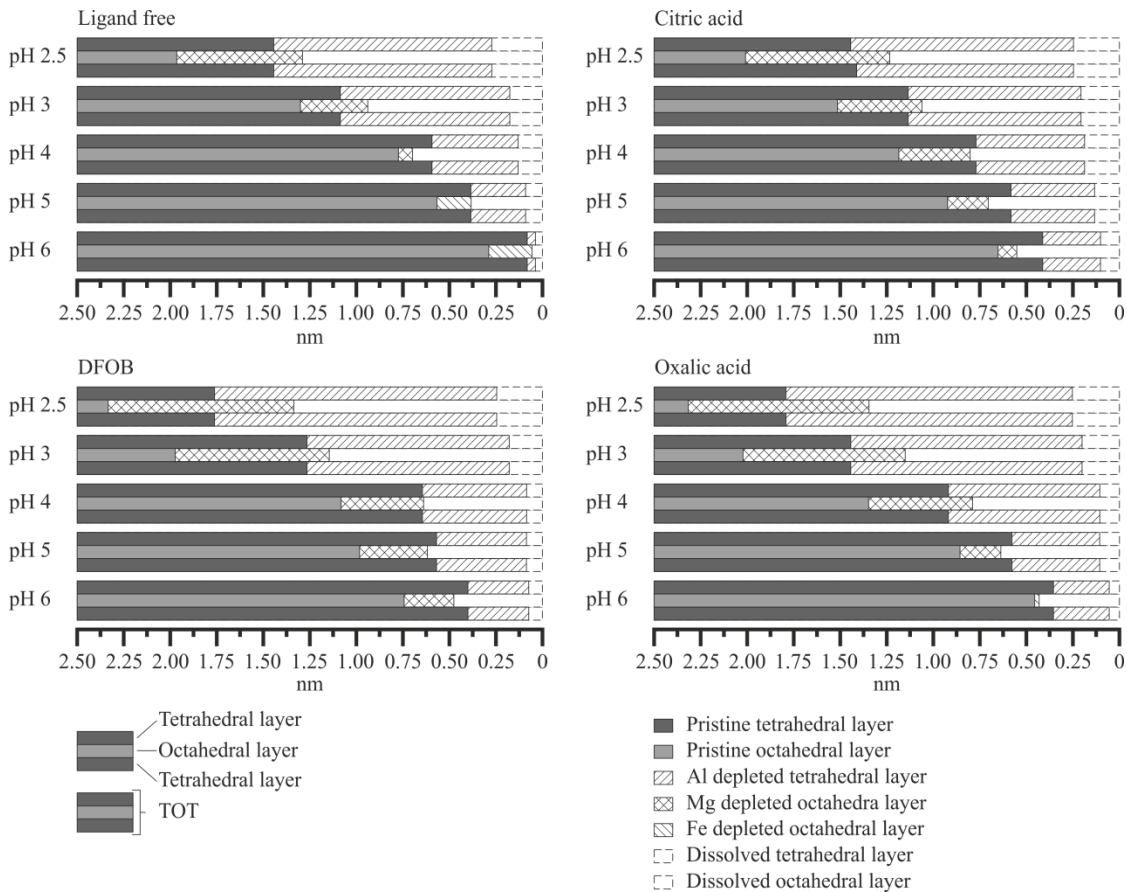 Ligand free
pH 2.5
pH 3
pH 4
pH 5
pH 6
2.50 2.00 1.75 1.50 1.25 1.00 0.75 0.50 0.25 0
nm
Citric acid
pH 2.5
pH 3
pH 4
pH 5
pH 6
2.50 2.00 1.75 1.50 1.25 1.00 0.75 0.50 0.25 0
nm
DFOB
pH 2.5
pH 3
pH 4
pH 5
pH 6
2.50 2.00 1.75 1.50 1.25 1.00 0.75 0.50 0.25 0
nm
Oxalic acid
pH 2.5
pH 3
pH 4
pH 5
pH 6
2.50 2.00 1.75 1.50 1.25 1.00 0.75 0.50 0.25 0
nm
Tetrahedral layer
Octahedral layer
Tetrahedral layer
TOT
Pristine tetrahedral layer
Pristine octahedral layer
Al depleted tetrahedral layer
Mg depleted octahedra layer
Fe depleted octahedral layer
Dissolved tetrahedral layer
Dissolved octahedral layer